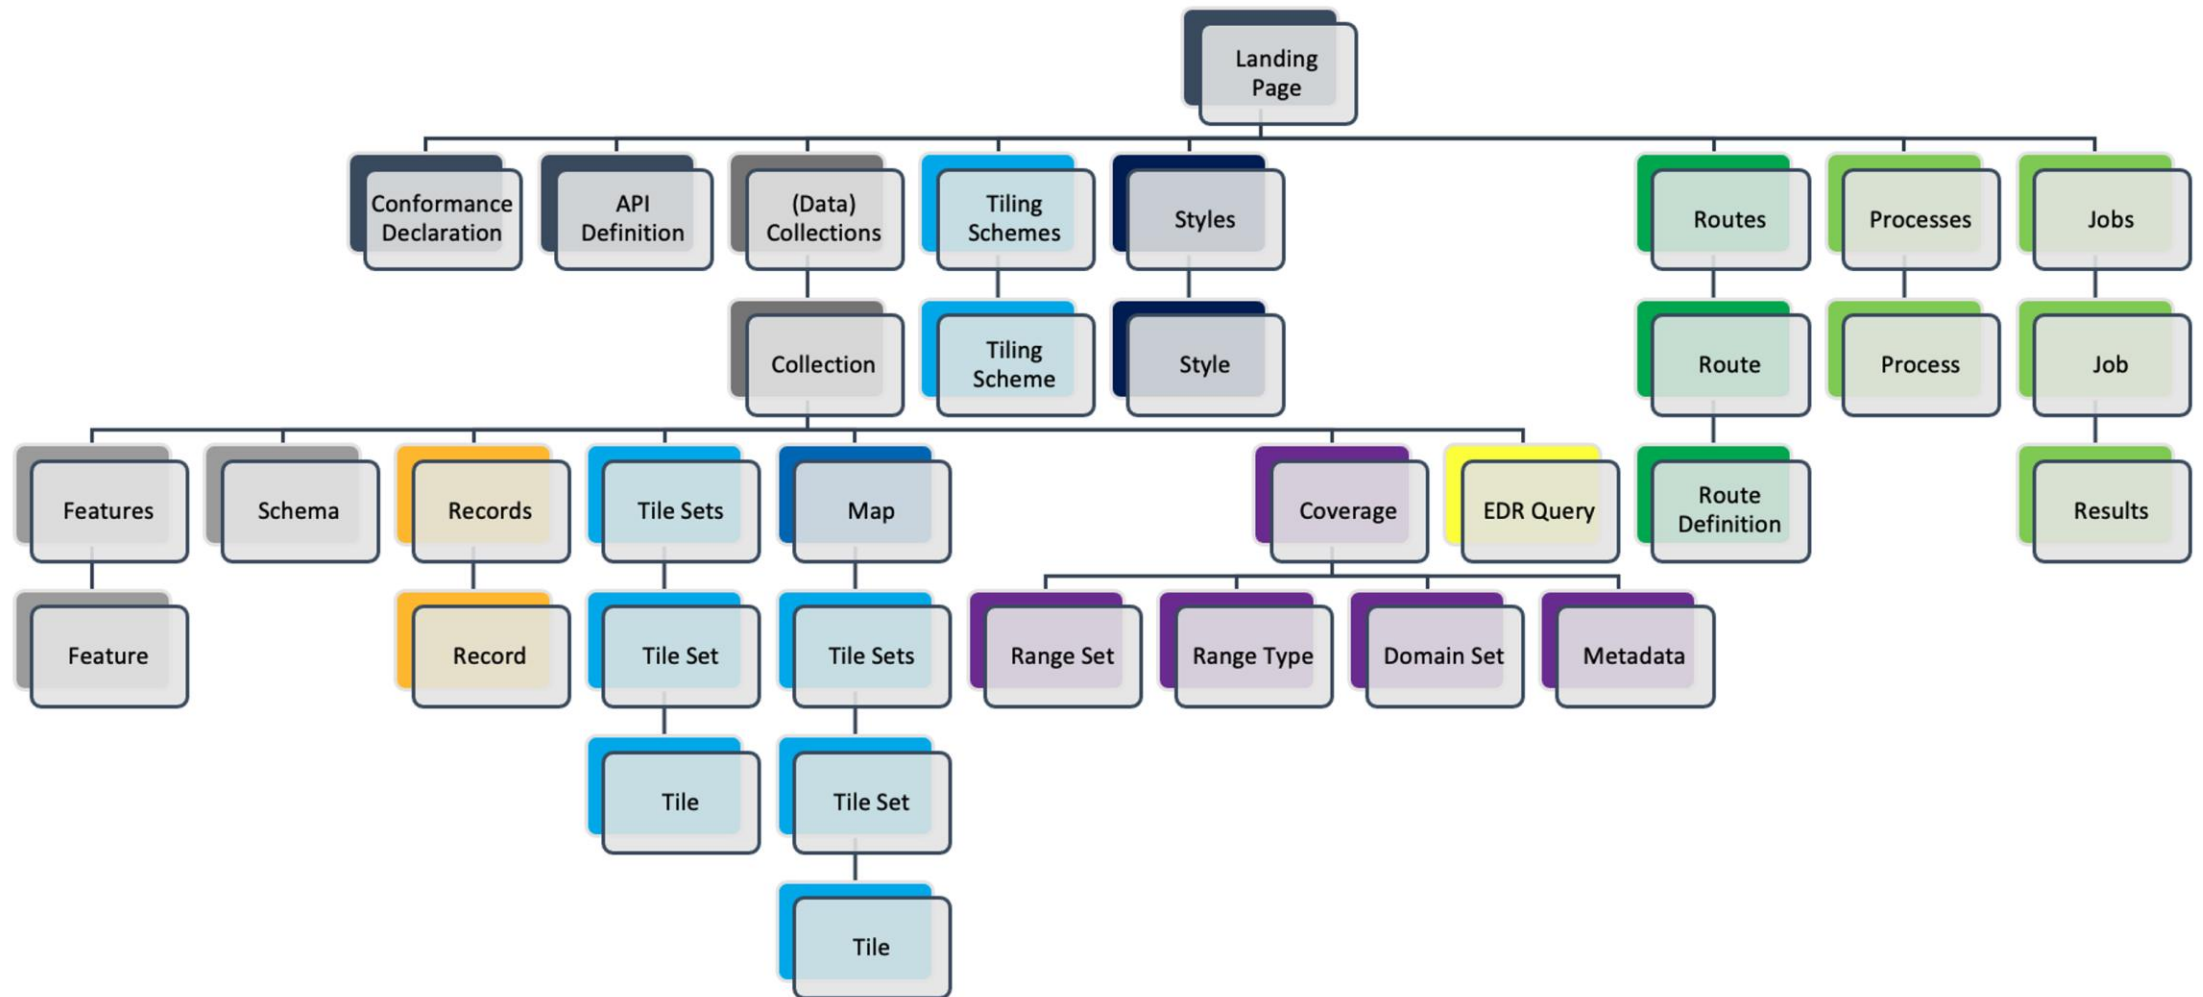 Landing
Page
Conformance
Declaration
API
Definition
(Data)
Collections
Tiling
Schemes
Styles
Routes
Processes
Jobs
Collection
Tiling
Scheme
Style
Route
Process
Job
Features
Schema
Records
Tile Sets
Map
Coverage
EDR Query
Route
Definition
Results
Feature
Record
Tile Set
Tile Sets
Range Set
Range Type
Domain Set
Metadata
Tile
Tile Set
Tile